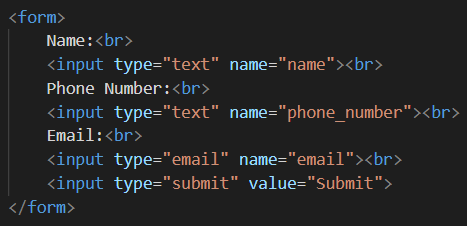 <form>
Name:<br>
<input type="text" name="name"><br>
Phone Number:<br>
<input type="text" name="phone_number"><br>
Email:<br>
<input type="email" name="email"><br>
<input type="submit" value="Submit">
</form>